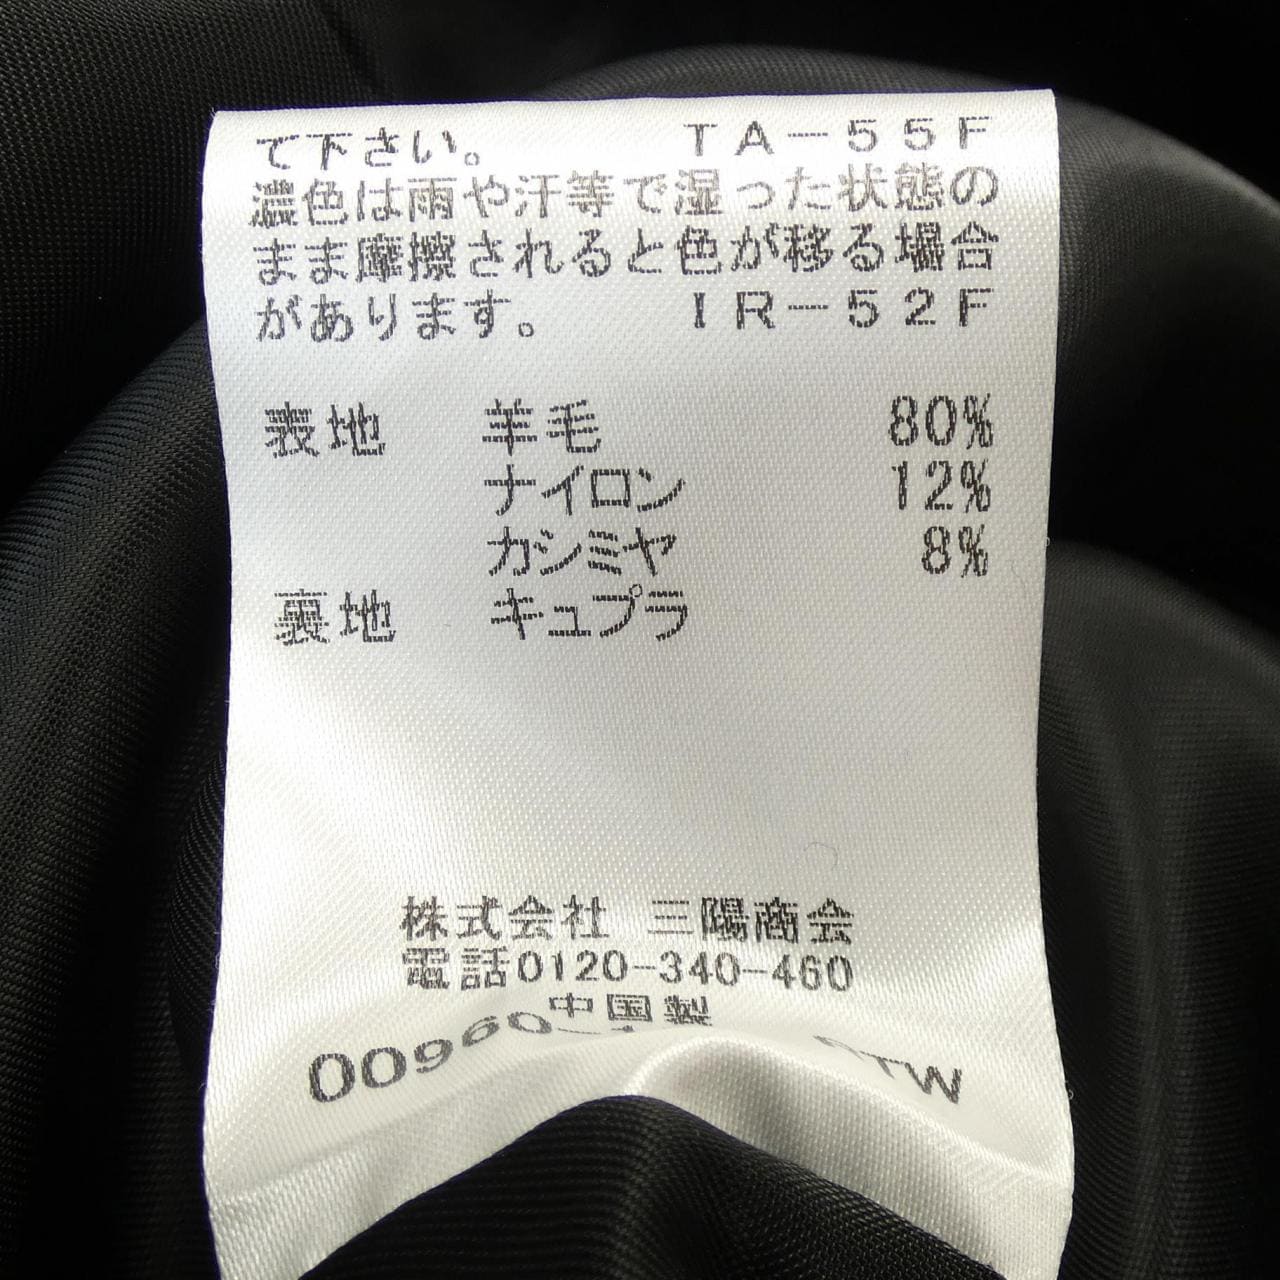 て下さい。 TA-55F
濃色は雨や汗等で湿った状態の
まま摩擦されると色が移る場合
があります。 IR-52F
表地 羊毛 80%
ナイロン 12%
カシミヤ 8%
裏地 キュプラ
株式会社 三陽商会
電話0120-340-460
中国製